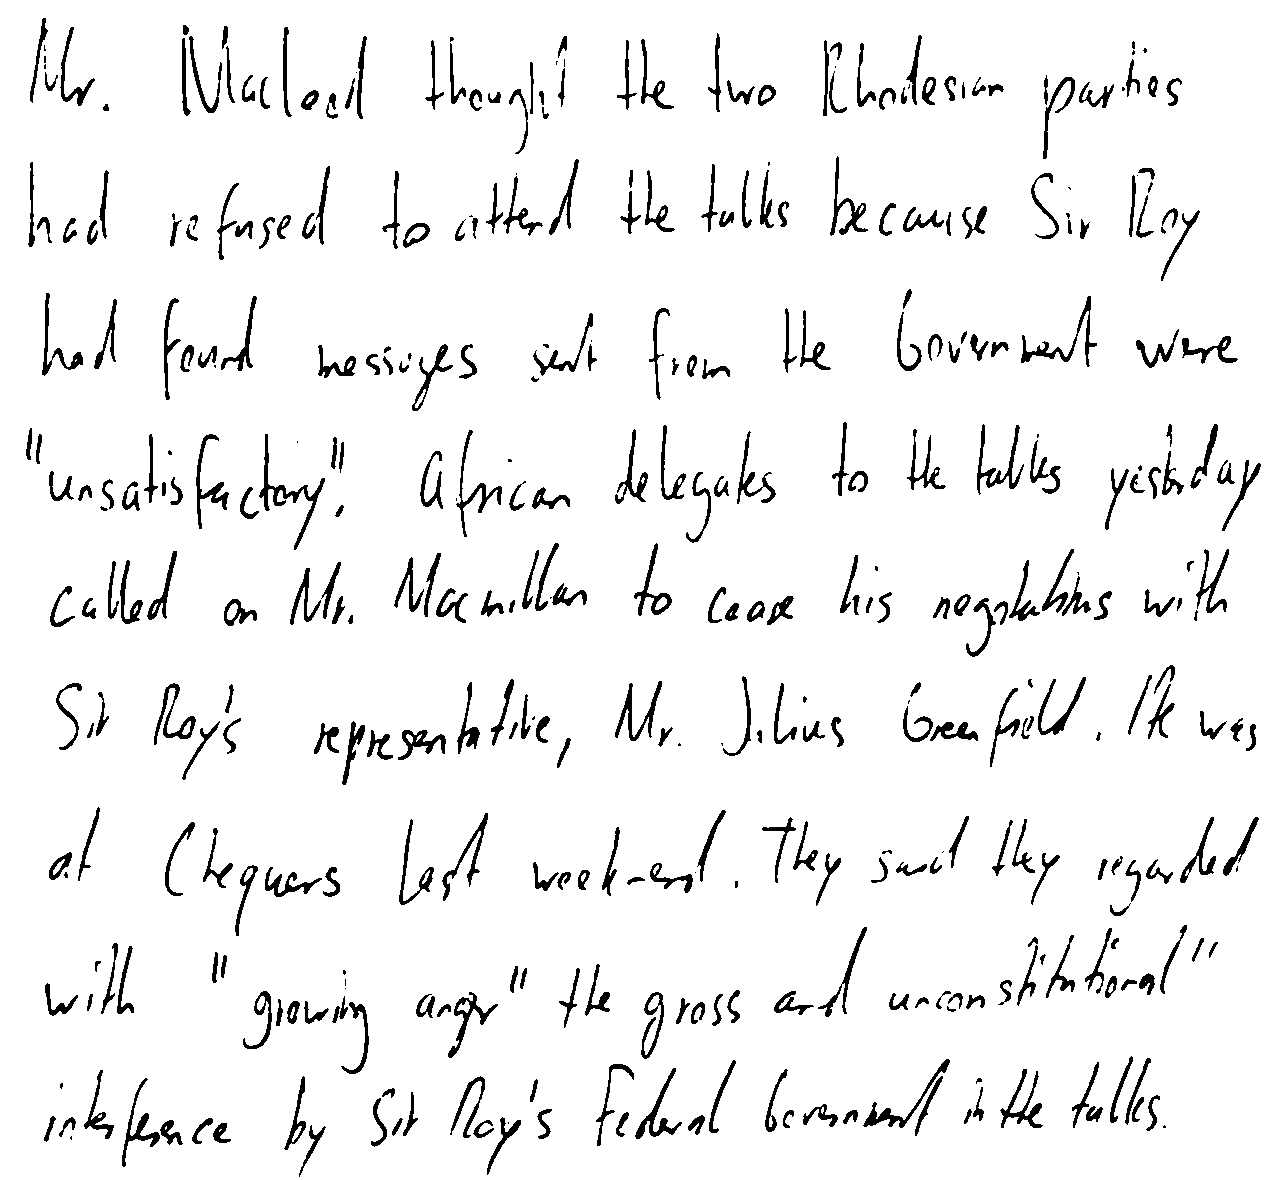 Mr. Macleod thought the two Rhodesian parties
had refused to attend the talks because Sir Roy
had found messages sent from the Government were
"unsatisfactory". African delegates to the talks yesterday
called on Mr. Macmillan to cease his negotiations with
Sir Roy's representative, Mr. Julius Greenfield. He was
at Chequers last week-end. They said they regarded
with "growing anger" the gross and unconstitutional"
interference by Sir Roy's Federal Government in the talks.